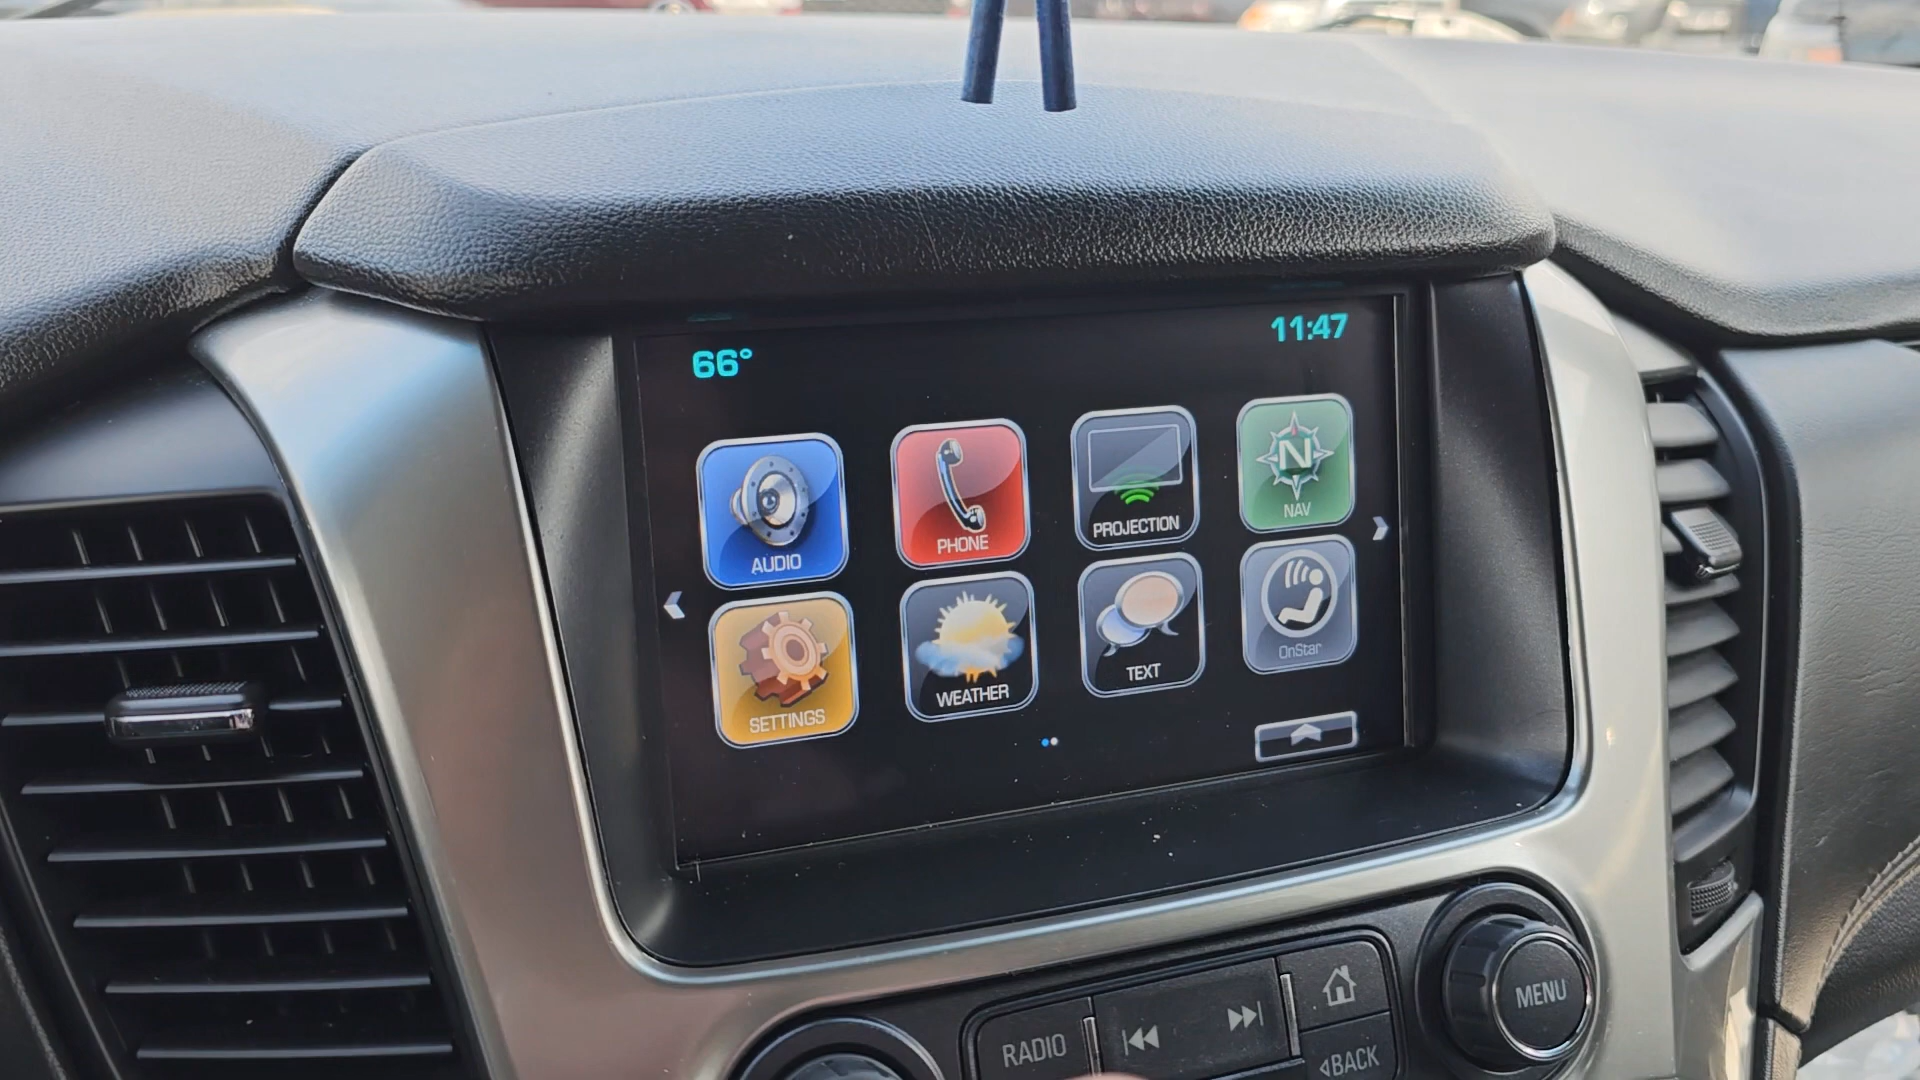 66°
11:47
AUDIO
PHONE
PROJECTION
N
NAV
SETTINGS
WEATHER
TEXT
OnStar
RADIO
BACK
MENU